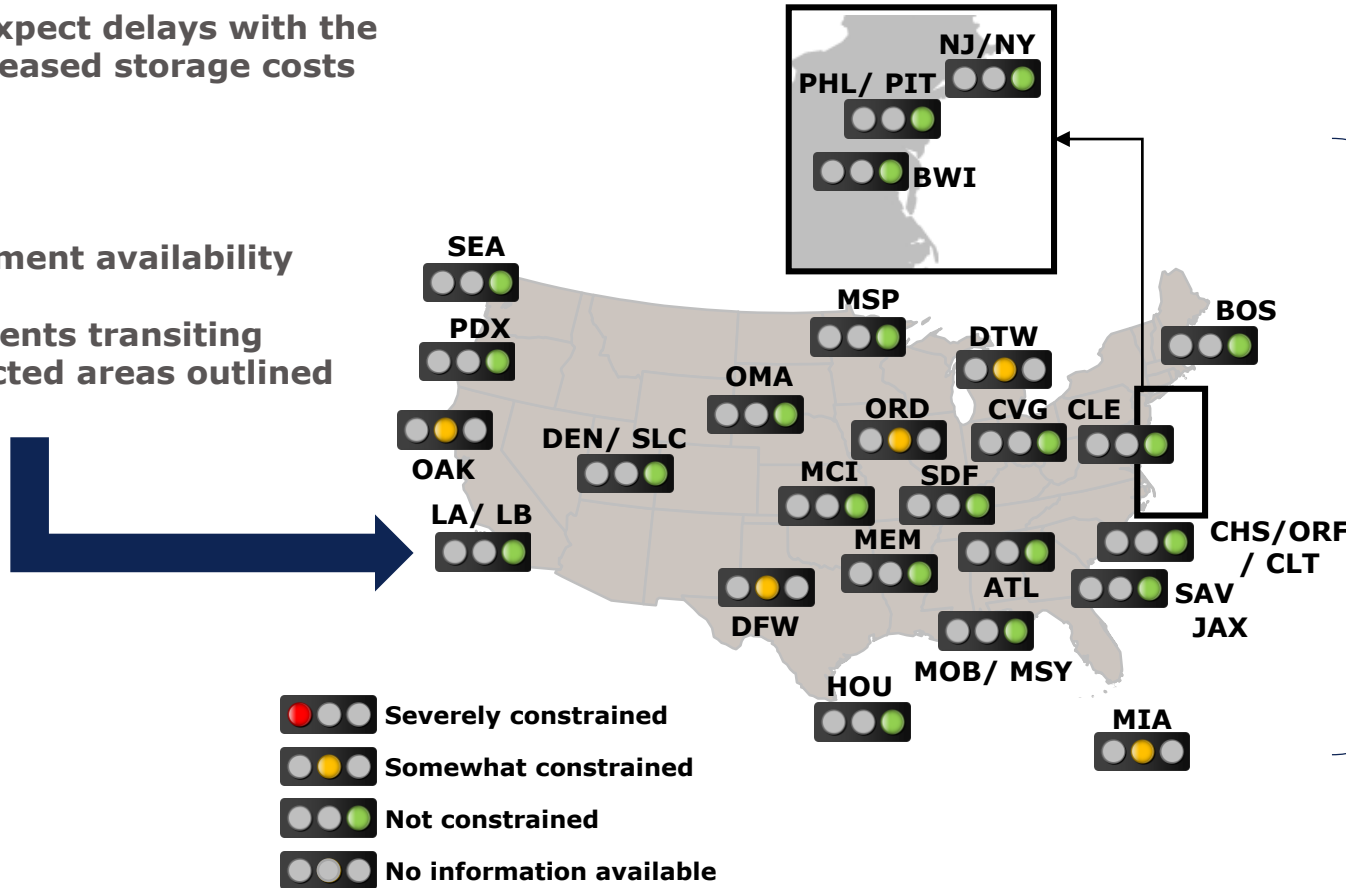 xpect delays with the
eased storage costs
ment availability
ents transiting
cted areas outlined
NJ/NY
PHL/ PIT
BWI
SEA
PDX
OAK
LA/ LB
DEN/ SLC
MSP
OMA
DTW
BOS
ORD
CVG
CLE
MCI
SDF
MEM
ATL
CHS/ORF
/ CLT
SAV
JAX
DFW
MOB/ MSY
HOU
MIA
Severely constrained
Somewhat constrained
Not constrained
No information available